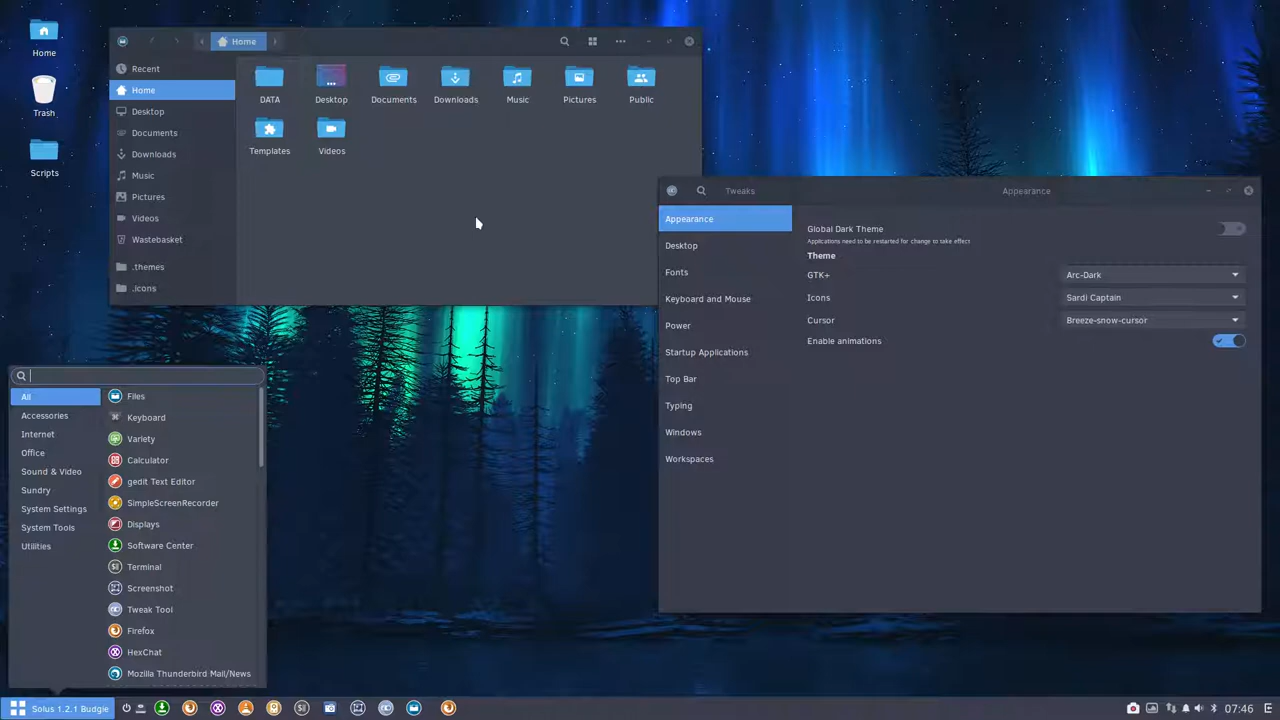 Home
Trash
Scripts
Home
Recent
Home
Desktop
Documents
Downloads
Music
Pictures
Videos
Wastebasket
.themes
.icons
DATA
Desktop
Documents
Downloads
Music
Pictures
Public
Templates
Videos
Tweaks
Appearance
Appearance
Desktop
Fonts
Keyboard and Mouse
Power
Startup Applications
Top Bar
Typing
Windows
Workspaces
Global Dark Theme
Applications need to be restarted for change to take effect
Theme
GTK+
Arc-Dark
Icons
Sardi Captain
Cursor
Breeze-snow-cursor
Enable animations
All
Accessories
Internet
Office
Sound & Video
Sundry
System Settings
System Tools
Utilities
Files
Keyboard
Variety
Calculator
gedit Text Editor
SimpleScreenRecorder
Displays
Software Center
Terminal
Screenshot
Tweak Tool
Firefox
HexChat
Mozilla Thunderbird Mail/News
Solus 1.2.1 Budgie
07:46